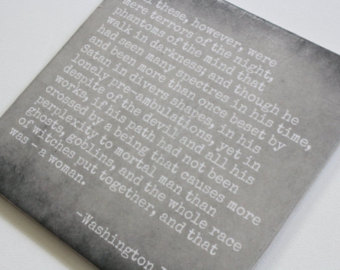 these, however, were
mere terrors of the night,
phantoms of the mind that
walk in darkness; and though he
had seen many spectres in his time,
and been more than once beset by
Satan in divers shapes, in his
lonely pre-ambulations, yet in
despite of the devil and all his
works if his path had not been
crossed by a being that causes more
perplexity to mortal man than
ghosts, goblins, and the whole race
of witches put together, and that
was - a woman.
-Washington